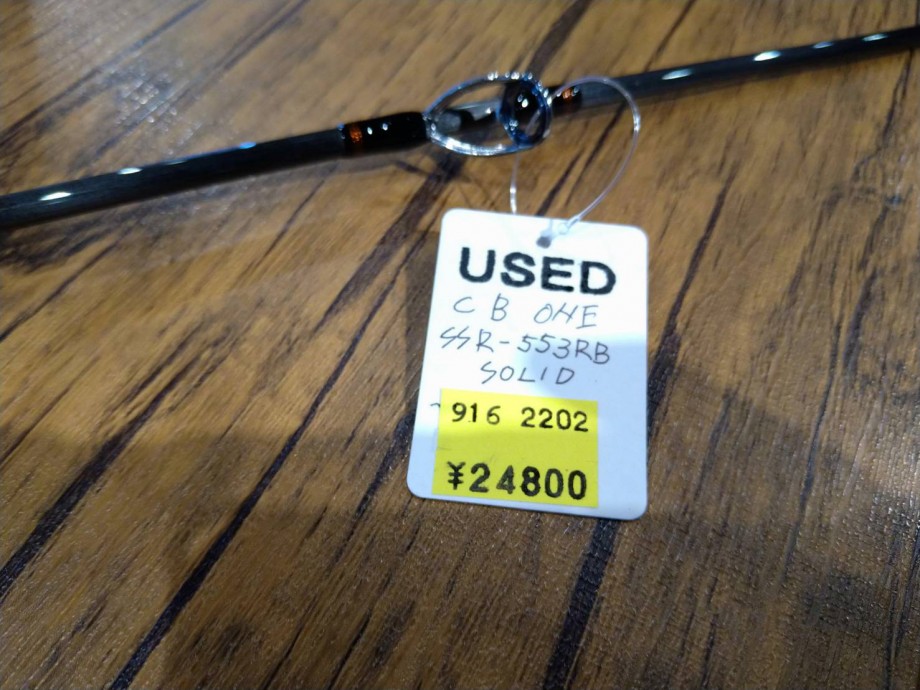 USED
CB ONE
SSR-553RB
SOLID
916 2202
¥24800